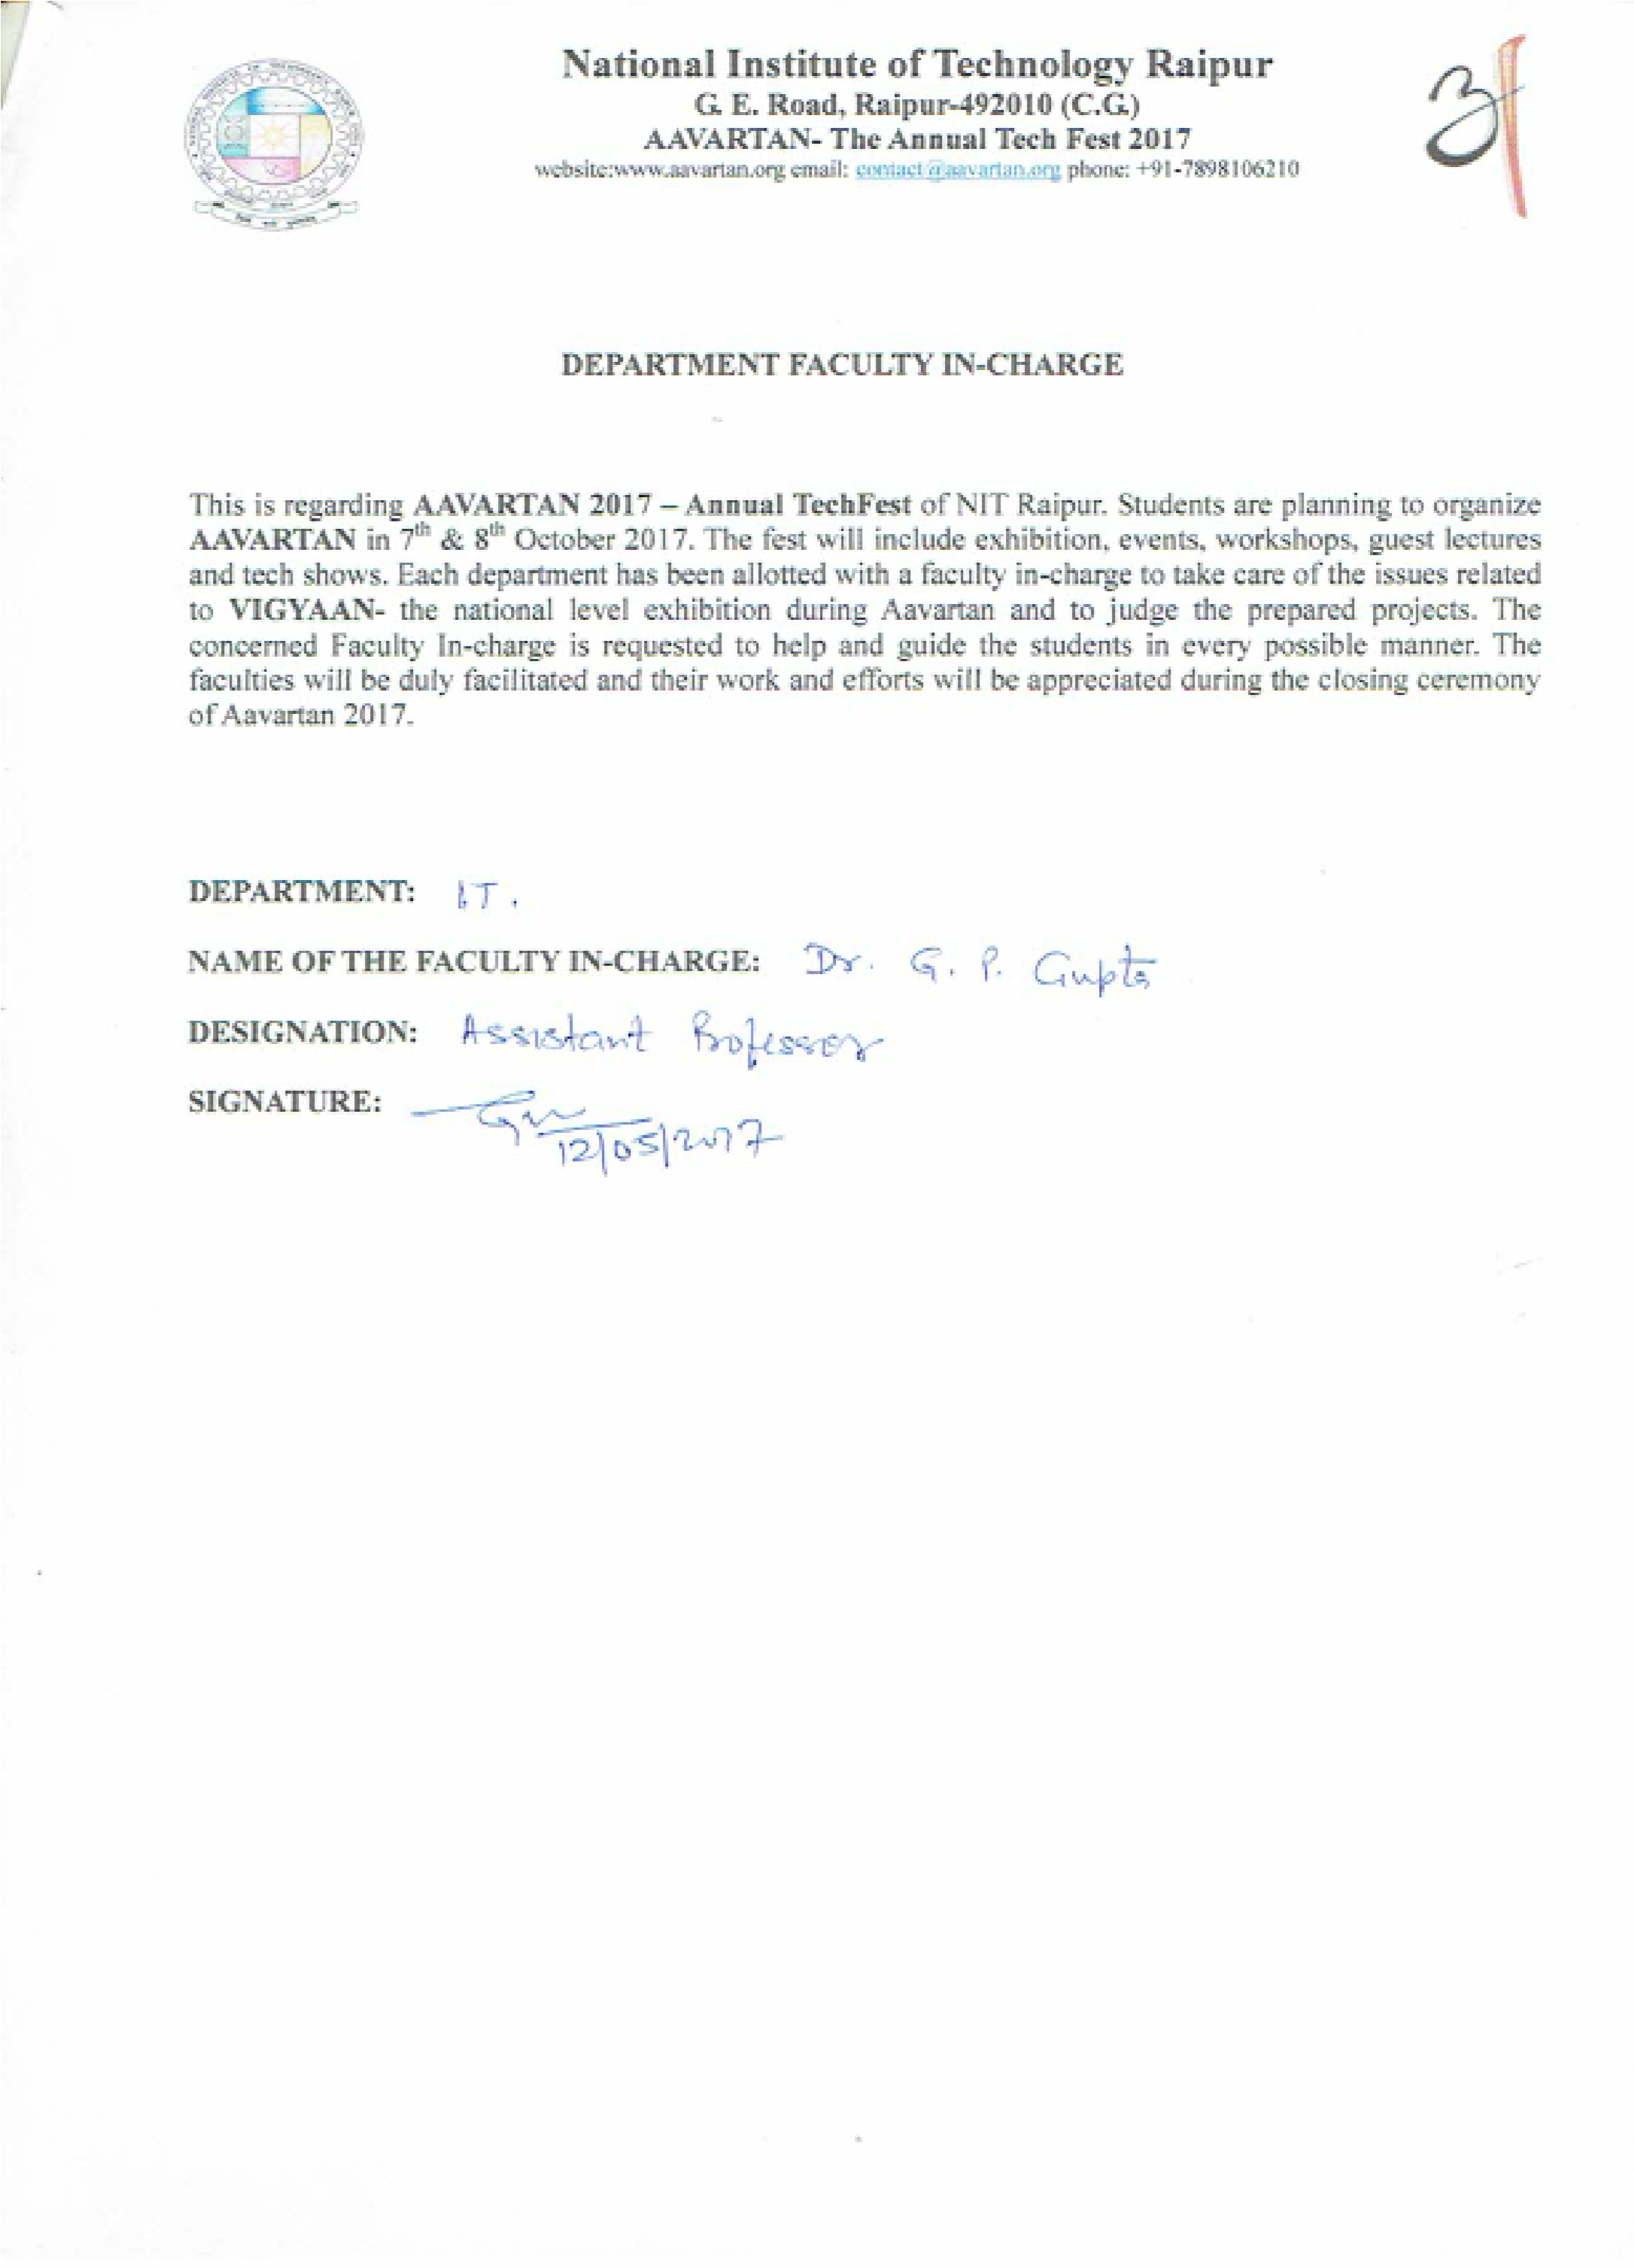 National Institute of Technology Raipur
G. E. Road, Raipur-492010 (C.G.)
AAVARTAN- The Annual Tech Fest 2017
website:www.aavartan.org email: contact@aavartan.org phone: +91-7898106210
अ
DEPARTMENT FACULTY IN-CHARGE
This is regarding AAVARTAN 2017 – Annual TechFest of NIT Raipur. Students are planning to organize
AAVARTAN in 7th & 8th October 2017. The fest will include exhibition, events, workshops, guest lectures
and tech shows. Each department has been allotted with a faculty in-charge to take care of the issues related
to VIGYAAN- the national level exhibition during Aavartan and to judge the prepared projects. The
concerned Faculty In-charge is requested to help and guide the students in every possible manner. The
faculties will be duly facilitated and their work and efforts will be appreciated during the closing ceremony
of Aavartan 2017.
DEPARTMENT: IT.
NAME OF THE FACULTY IN-CHARGE: Dr. G. P. Gupta
DESIGNATION: Assistant Professor
SIGNATURE:
12/05/2017